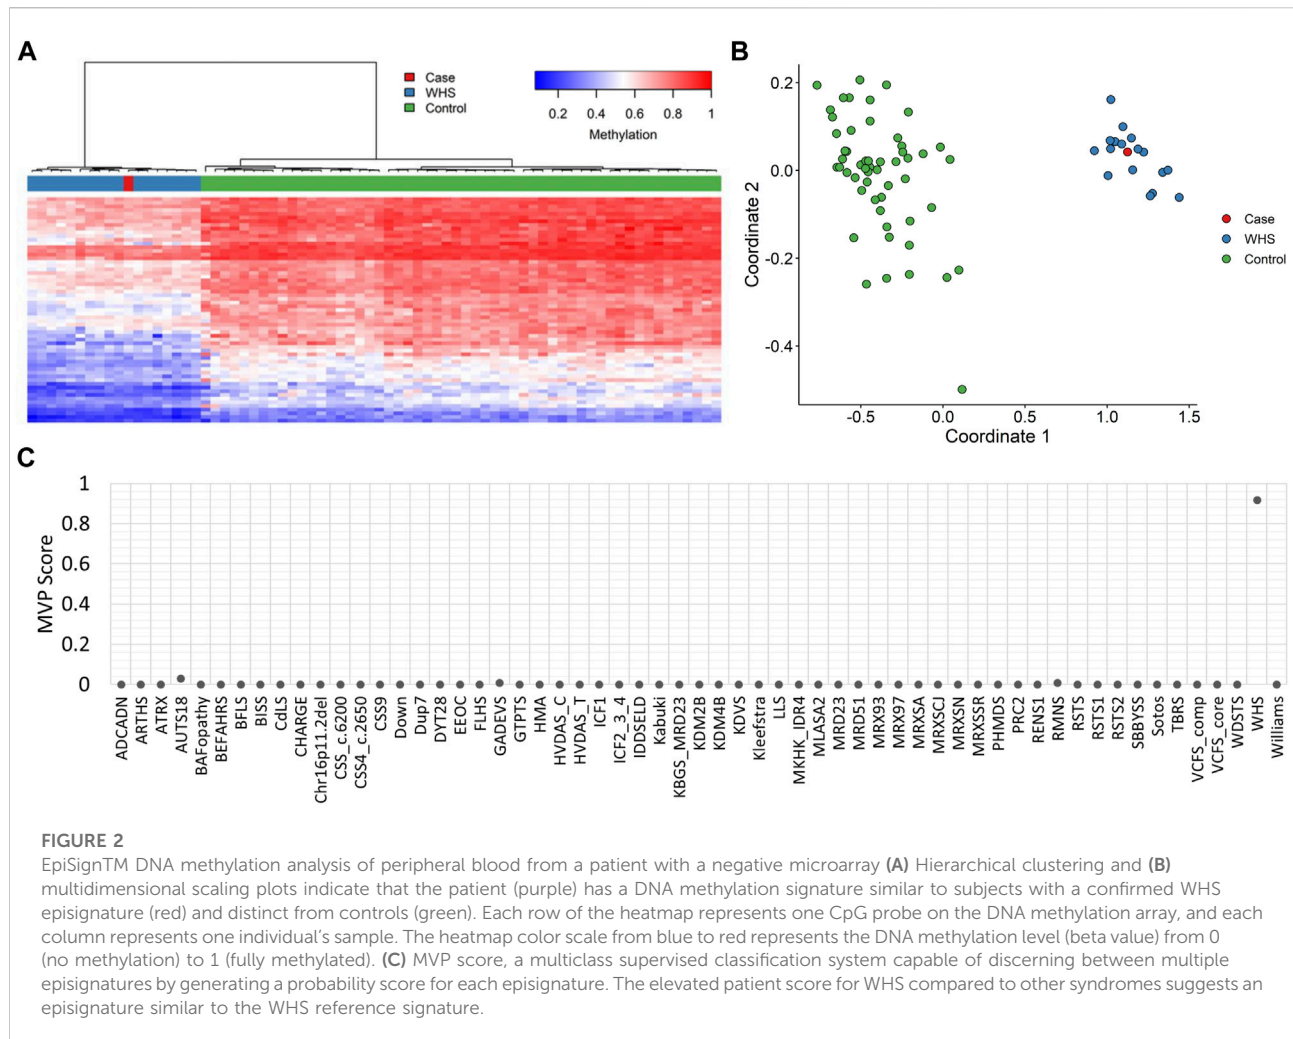 A
Case
WHS
Control
0.2 0.4 0.6 0.8 1
Methylation
B
0.2
0.0
-0.2
-0.4
Coordinate 2
-0.5 0.0 0.5 1.0 1.5
Coordinate 1
Case
WHS
Control
C
1
0.8
0.6
0.4
0.2
0
MVP Score
ADCADN
ARTHS
ATRX
AUTS18
BAFopathy
BEFAHRS
BFLS
BISS
CdLS
CHARGE
Chr16p11.2del
CSS_c.6200
CSS4_c.2650
CSS9
Down
Dup7
DYT28
EEOC
FLHS
GADEVS
GTPTS
HMA
HVDAS_C
HVDAS_T
ICF1
ICF2_3_4
IDDSELD
Kabuki
KBGS_MRD23
KDM2B
KDM4B
KDVS
Kleefstra
LLS
MKHK_IDR4
MLASA2
MRD23
MRD51
MRX93
MRX97
MRXSA
MRXSCJ
MRXSN
MRXSSR
PHMDS
PRC2
RENS1
RMNS
RSTS
RSTS1
RSTS2
SBBYSS
Sotos
TBRS
VCFS_comp
VCFS_core
WDSTS
WHS
Williams
FIGURE 2
EpiSignTM DNA methylation analysis of peripheral blood from a patient with a negative microarray (A) Hierarchical clustering and (B)
multidimensional scaling plots indicate that the patient (purple) has a DNA methylation signature similar to subjects with a confirmed WHS
episignature (red) and distinct from controls (green). Each row of the heatmap represents one CpG probe on the DNA methylation array, and each
column represents one individual's sample. The heatmap color scale from blue to red represents the DNA methylation level (beta value) from 0
(no methylation) to 1 (fully methylated). (C) MVP score, a multiclass supervised classification system capable of discerning between multiple
episignatures by generating a probability score for each episignature. The elevated patient score for WHS compared to other syndromes suggests an
episignature similar to the WHS reference signature.